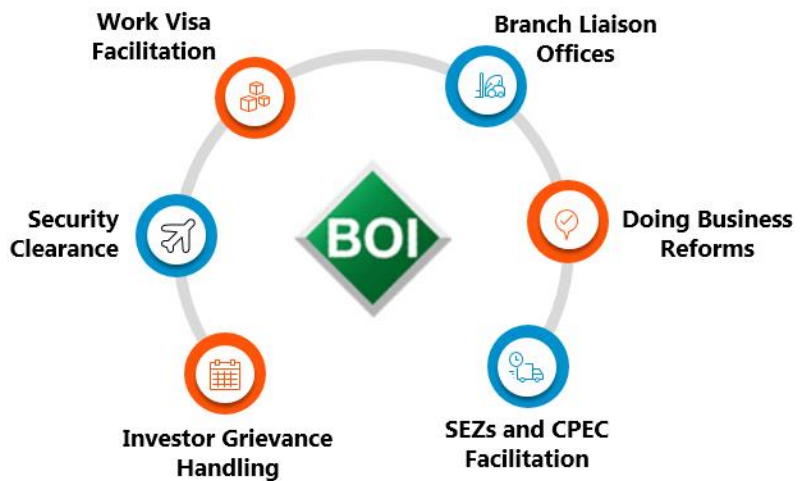 Work Visa
Facilitation
Branch Liaison
Offices
Security
Clearance
BOI
Doing Business
Reforms
Investor Grievance
Handling
SEZs and CPEC
Facilitation